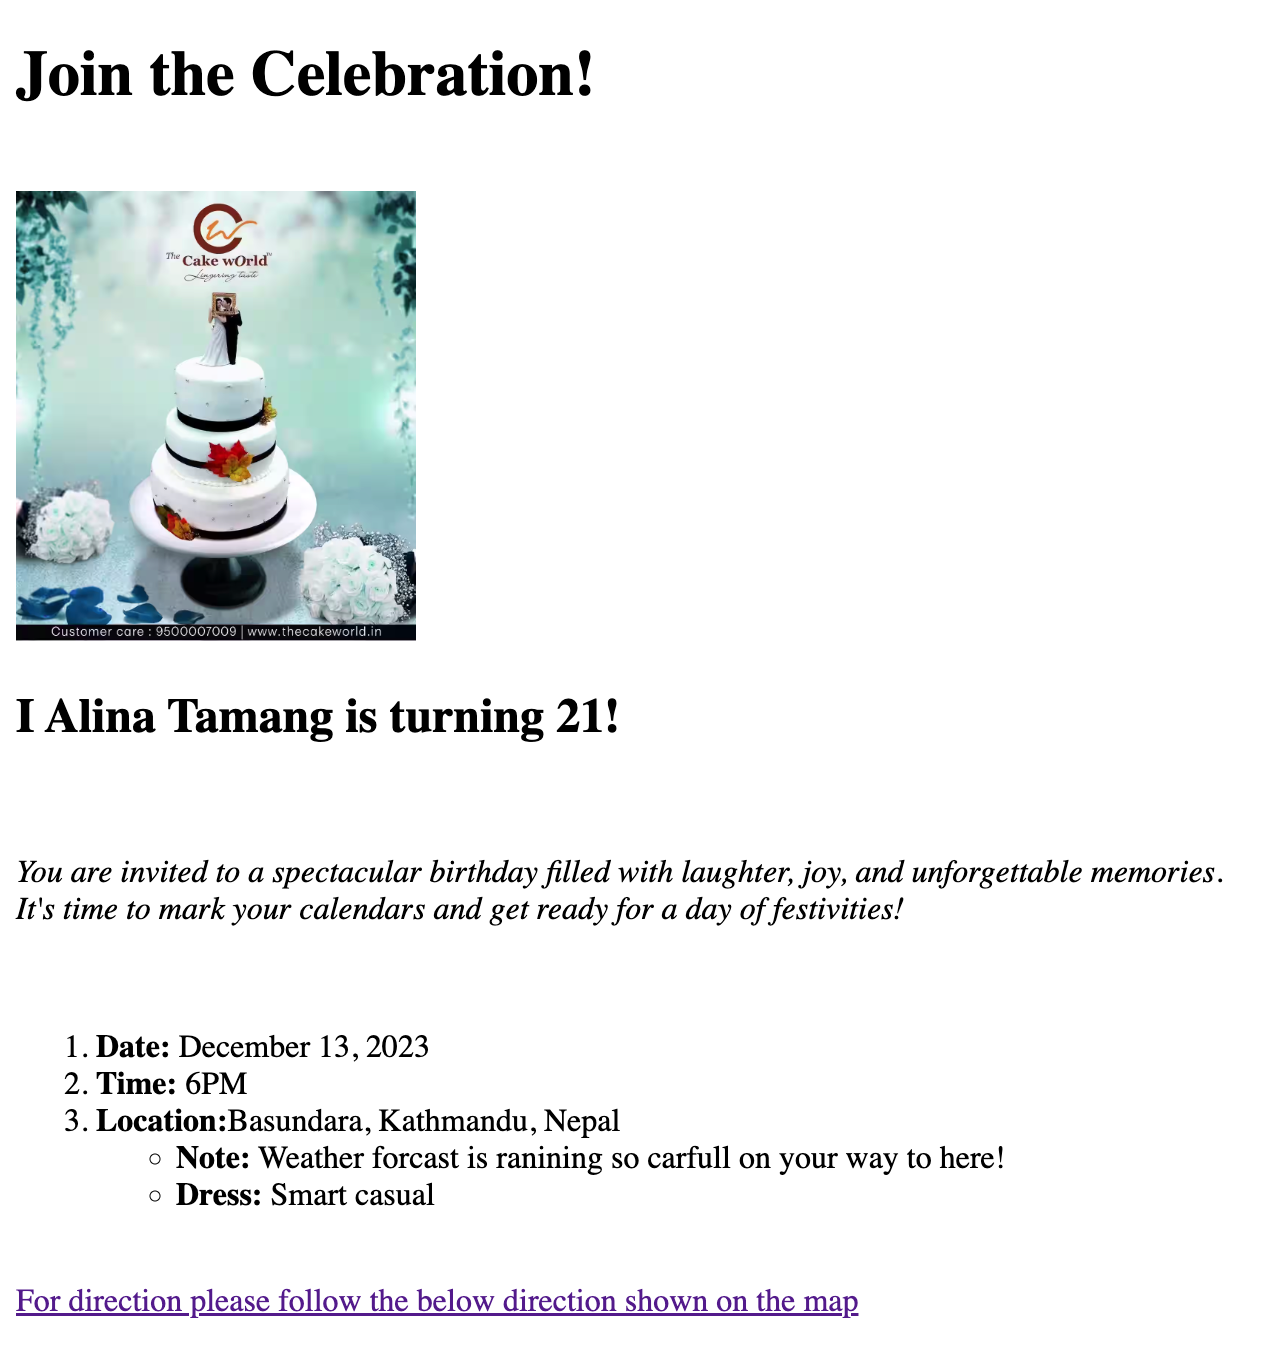 Join the Celebration!
The Cake wOrld
Lingering taste
Customer care : 9500007009 | www.thecakeworld.in
I Alina Tamang is turning 21!
You are invited to a spectacular birthday filled with laughter, joy, and unforgettable memories.
It's time to mark your calendars and get ready for a day of festivities!
1. Date: December 13, 2023
2. Time: 6PM
3. Location:Basundara, Kathmandu, Nepal
Note: Weather forcast is ranining so carfull on your way to here!
Dress: Smart casual
For direction please follow the below direction shown on the map